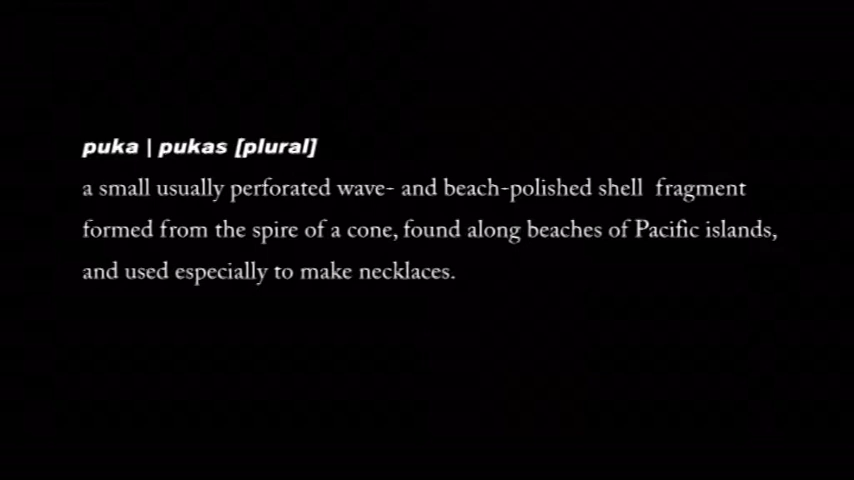 puka | pukas [plural]
a small usually perforated wave- and beach-polished shell fragment
formed from the spire of a cone, found along beaches of Pacific islands,
and used especially to make necklaces.